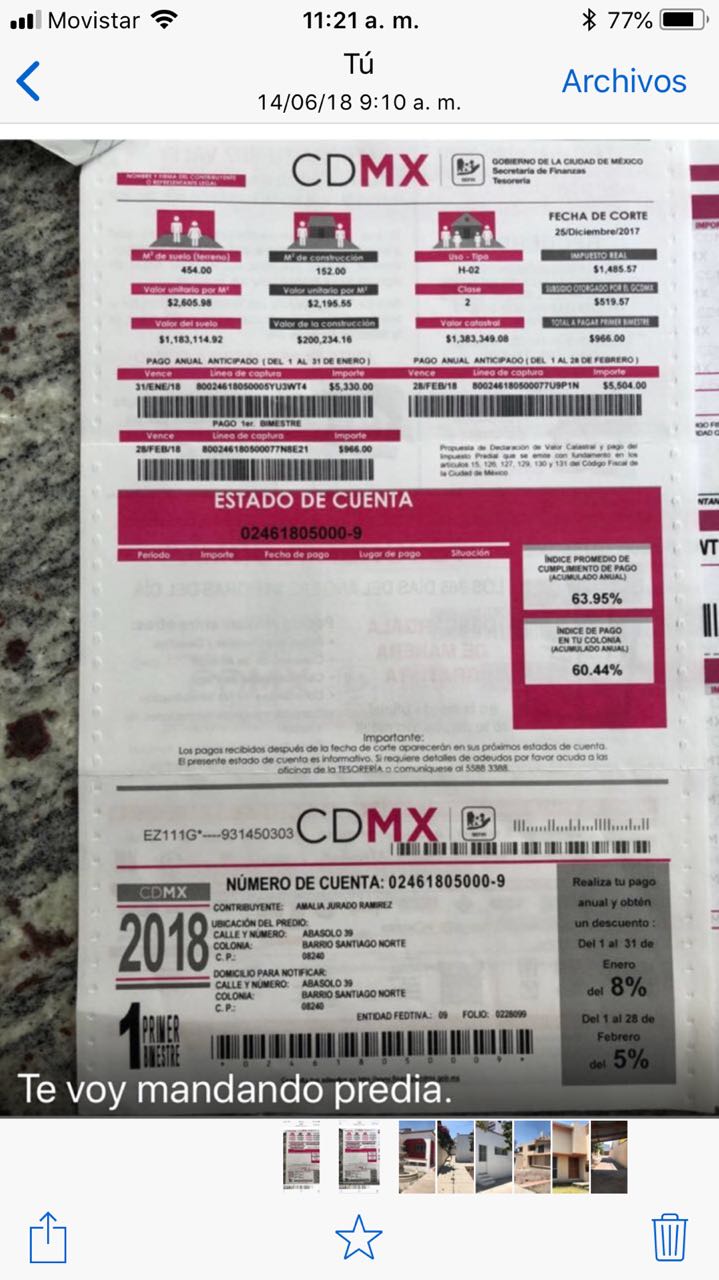 Movistar 11:21 a. m. 77%
Tú
14/06/18 9:10 a. m.
Archivos
NOMBRE Y FIRMA DEL CONTRIBUYENTE
O REPRESENTANTE LEGAL
CDMX
GOBIERNO DE LA CIUDAD DE MÉXICO
Secretaría de Finanzas
Tesorería
FECHA DE CORTE
25/Diciembre/2017
M² de suelo (terreno) M² de construcción Uso - Tipo IMPUESTO REAL
454.00 152.00 H-02 $1,485.57
Valor unitario por M² Valor unitario por M² Clase SUBSIDIO OTORGADO POR EL GCDMX
$2,605.98 $2,195.55 2 $519.57
Valor del suelo Valor de la construcción Valor catastral TOTAL A PAGAR PRIMER BIMESTRE
$1,183,114.92 $200,234.16 $1,383,349.08 $966.00
PAGO ANUAL ANTICIPADO ( DEL 1 AL 31 DE ENERO )
Vence Línea de captura Importe
31/ENE/18 80024618050005YU3WT4 $5,330.00
PAGO ANUAL ANTICIPADO ( DEL 1 AL 28 DE FEBRERO )
Vence Línea de captura Importe
28/FEB/18 800246180500077U9P1N $5,504.00
PAGO 1er. BIMESTRE
Vence Línea de captura Importe
28/FEB/18 800246180500077N8E21 $966.00
Propuesta de Declaración de Valor Catastral y pago del
Impuesto Predial que se emite con fundamento en los
artículos 15, 126, 127, 129, 130 y 131 del Código Fiscal de
la Ciudad de México
ESTADO DE CUENTA
02461805000-9
Periodo Importe Fecha de pago Lugar de pago Situación
ÍNDICE PROMEDIO DE
CUMPLIMIENTO DE PAGO
(ACUMULADO ANUAL)
63.95%
ÍNDICE DE PAGO
EN TU COLONIA
(ACUMULADO ANUAL)
60.44%
Importante:
Los pagos recibidos después de la fecha de corte aparecerán en sus próximos estados de cuenta.
El presente estado de cuenta es informativo. Si requiere detalles de adeudos por favor acuda a las
oficinas de la TESORERÍA o comuníquese al 5588 3388.
EZ111G*----931450303 CDMX
CDMX
2018
1 PRIMER
BIMESTRE
NÚMERO DE CUENTA: 02461805000-9
CONTRIBUYENTE: AMALIA JURADO RAMIREZ
UBICACIÓN DEL PREDIO:
CALLE Y NÚMERO: ABASOLO 39
COLONIA: BARRIO SANTIAGO NORTE
C. P.: 08240
DOMICILIO PARA NOTIFICAR:
CALLE Y NÚMERO: ABASOLO 39
COLONIA: BARRIO SANTIAGO NORTE
C. P.: 08240
ENTIDAD FEDTIVA.: 09 FOLIO: 0228099
* 0 2 4 6 1 8 0 5 0 0 0 9 *
Realiza tu pago
anual y obtén
un descuento :
Del 1 al 31 de
Enero
del 8%
Del 1 al 28 de
Febrero
del 5%
Te voy mandando predia.